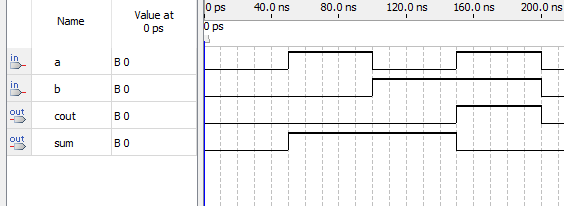 Name
Value at
0 ps
0 ps
40.0 ns
80.0 ns
120.0 ns
160.0 ns
200.0 ns
0 ps
in
a
B 0
in
b
B 0
out
cout
B 0
out
sum
B 0